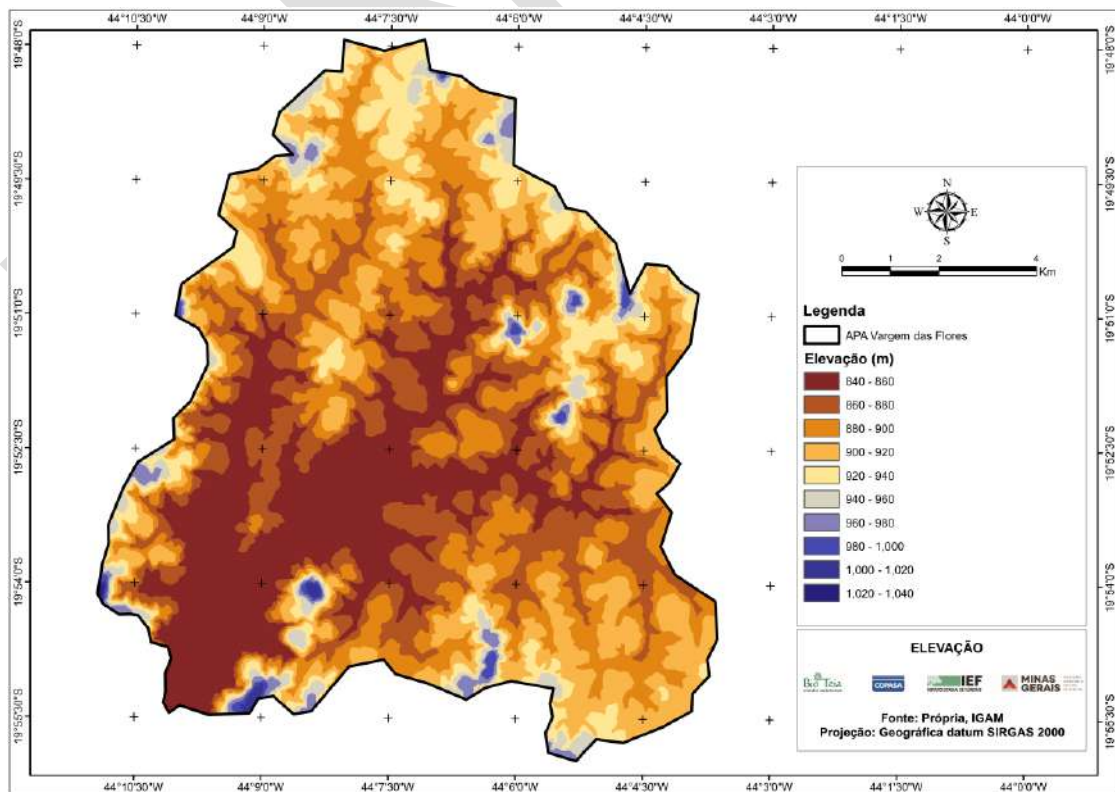 44°10'30"W 44°9'0"W 44°7'30"W 44°6'0"W 44°4'30"W 44°3'0"W 44°1'30"W 44°0'0"W
19°48'0"S 19°48'0"S
19°49'30"S 19°49'30"S
19°51'0"S 19°51'0"S
19°52'30"S 19°52'30"S
19°54'0"S 19°54'0"S
19°55'30"S 19°55'30"S
N
W E
S
0 1 2 4
Km
Legenda
APA Vargem das Flores
Elevação (m)
840 - 860
860 - 880
880 - 900
900 - 920
920 - 940
940 - 960
960 - 980
980 - 1,000
1,000 - 1,020
1,020 - 1,040
ELEVAÇÃO
COPASA IEF MINAS
GERAIS
Fonte: Própria, IGAM
Projeção: Geográfica datum SIRGAS 2000
44°10'30"W 44°9'0"W 44°7'30"W 44°6'0"W 44°4'30"W 44°3'0"W 44°1'30"W 44°0'0"W